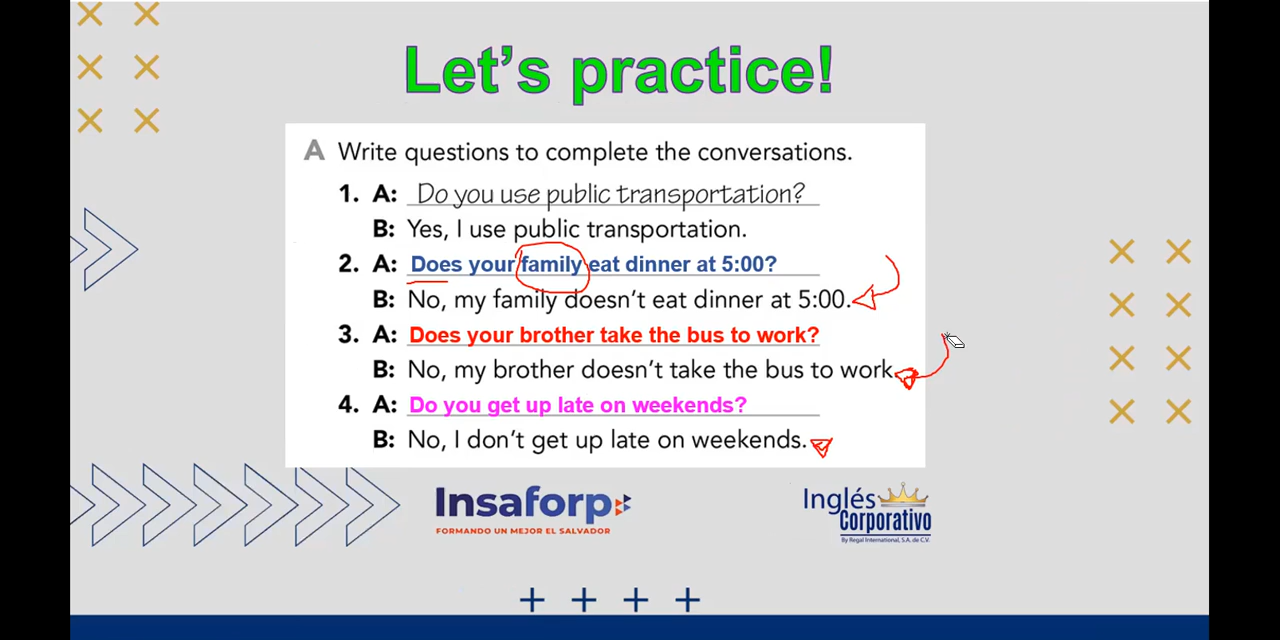 Let's practice!
A Write questions to complete the conversations.
1. A: Do you use public transportation?
B: Yes, I use public transportation.
2. A: Does your family eat dinner at 5:00?
B: No, my family doesn't eat dinner at 5:00.
3. A: Does your brother take the bus to work?
B: No, my brother doesn't take the bus to work.
4. A: Do you get up late on weekends?
B: No, I don't get up late on weekends.
Insaforp
FORMANDO UN MEJOR EL SALVADOR
Inglés
Corporativo
By Regal International, S.A. de C.V.